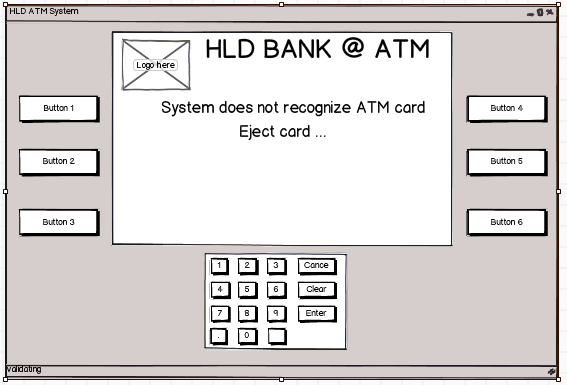 HLD ATM System
HLD BANK @ ATM
Logo here
System does not recognize ATM card
Eject card ...
Button 1
Button 4
Button 2
Button 5
Button 3
Button 6
1 2 3 Cance
4 5 6 Clear
7 8 9 Enter
. 0
validating